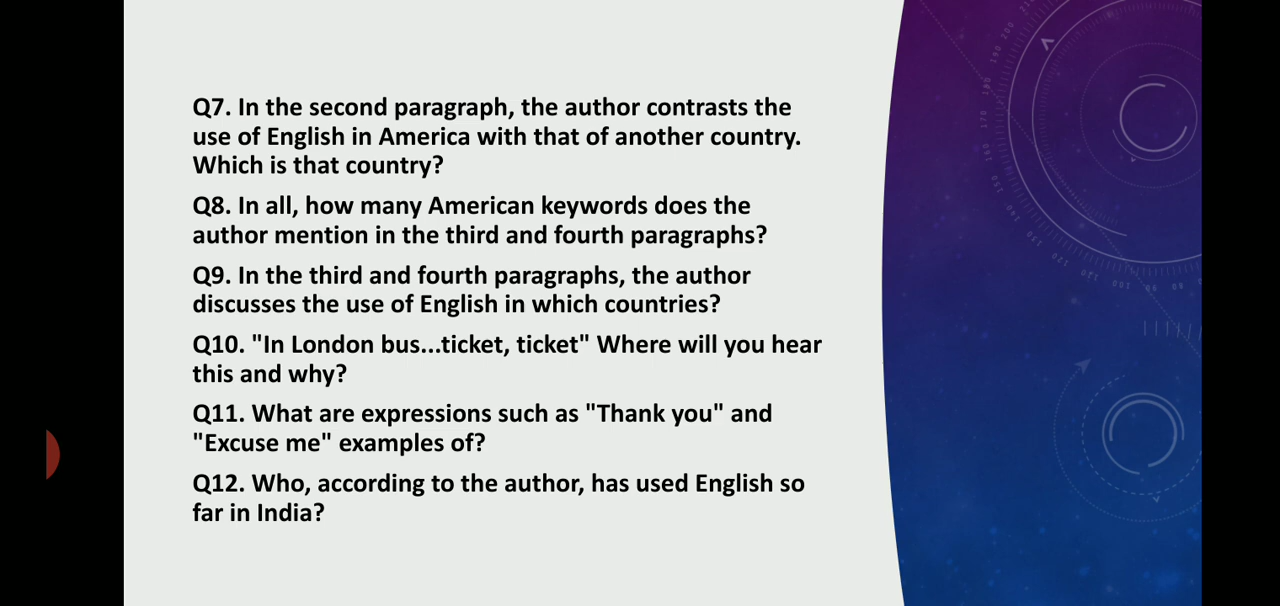 Q7. In the second paragraph, the author contrasts the
use of English in America with that of another country.
Which is that country?
Q8. In all, how many American keywords does the
author mention in the third and fourth paragraphs?
Q9. In the third and fourth paragraphs, the author
discusses the use of English in which countries?
Q10. "In London bus...ticket, ticket" Where will you hear
this and why?
Q11. What are expressions such as "Thank you" and
"Excuse me" examples of?
Q12. Who, according to the author, has used English so
far in India?